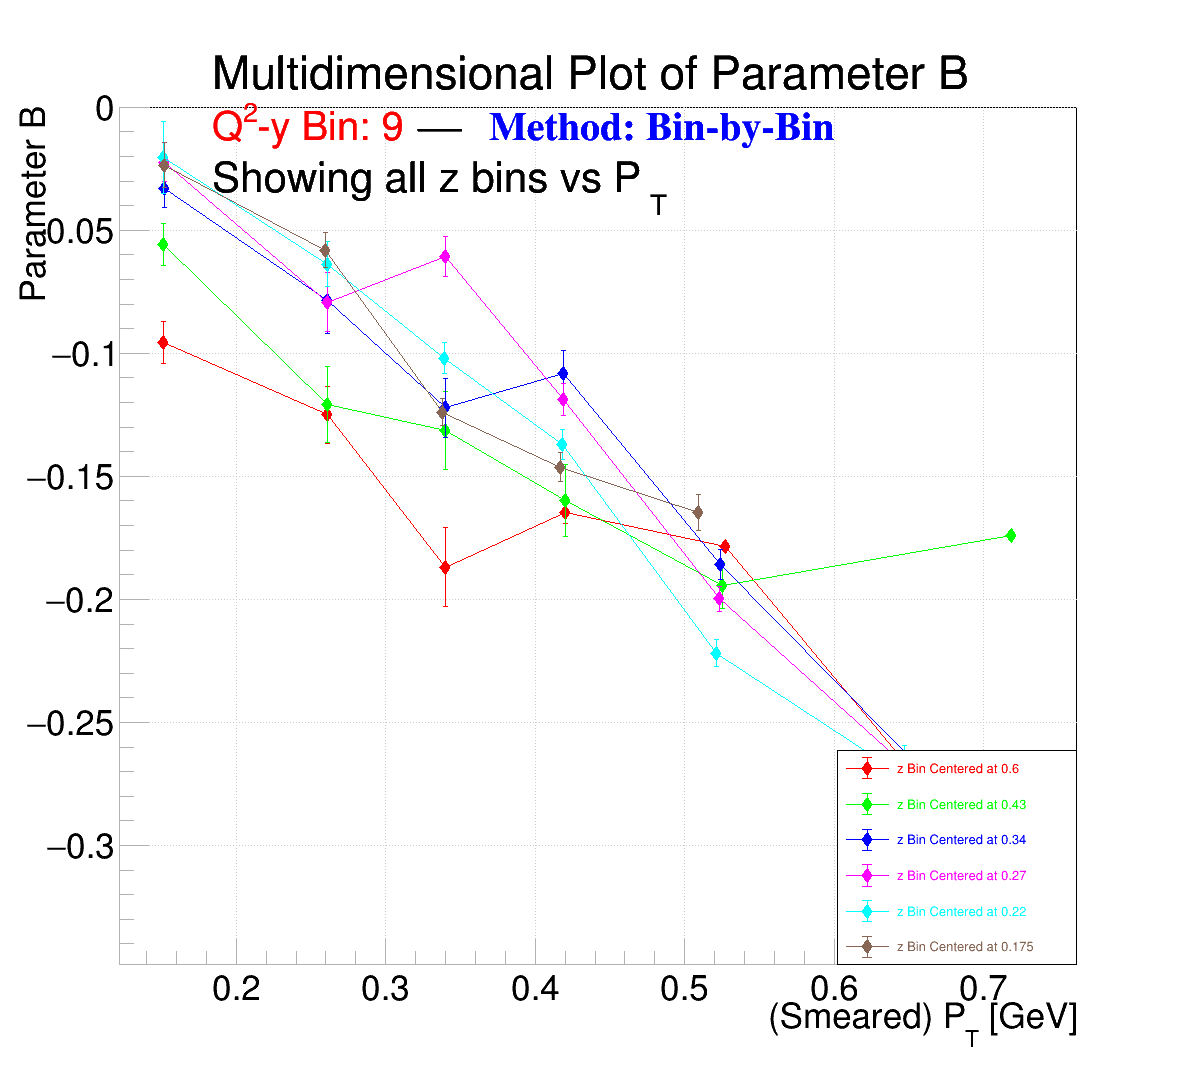 Multidimensional Plot of Parameter B
Q2-y Bin: 9 — Method: Bin-by-Bin
Showing all z bins vs P T
Parameter B
0
0.05
−0.1
−0.15
−0.2
−0.25
−0.3
z Bin Centered at 0.6
z Bin Centered at 0.43
z Bin Centered at 0.34
z Bin Centered at 0.27
z Bin Centered at 0.22
z Bin Centered at 0.175
0.2 0.3 0.4 0.5 0.6 0.7
(Smeared) PT [GeV]